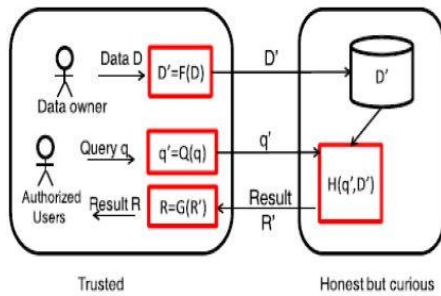 Data D
D'=F(D)
D'
D'
Data owner
Query q
q'=Q(q)
q'
H(q',D')
Authorized
Users
Result R
R=G(R')
Result
R'
Trusted
Honest but curious